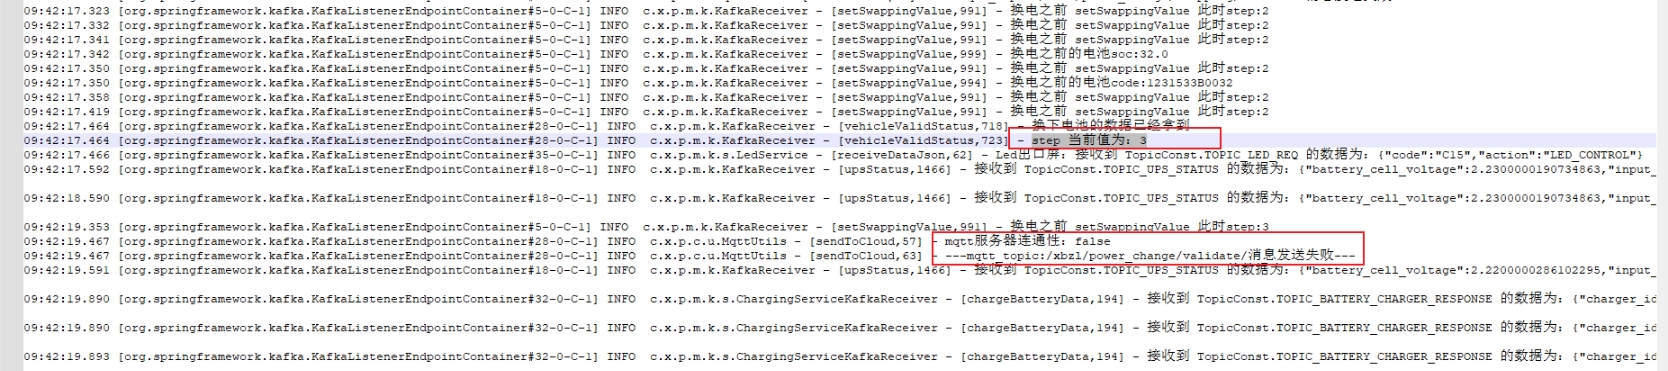 09:42:17.323 [org.springframework.kafka.KafkaListenerEndpointContainer#5-0-C-1] INFO  c.x.p.m.k.KafkaReceiver - [setSwappingValue,991] - 换电之前 setSwappingValue 此时step:2
09:42:17.332 [org.springframework.kafka.KafkaListenerEndpointContainer#5-0-C-1] INFO  c.x.p.m.k.KafkaReceiver - [setSwappingValue,991] - 换电之前 setSwappingValue 此时step:2
09:42:17.341 [org.springframework.kafka.KafkaListenerEndpointContainer#5-0-C-1] INFO  c.x.p.m.k.KafkaReceiver - [setSwappingValue,991] - 换电之前 setSwappingValue 此时step:2
09:42:17.342 [org.springframework.kafka.KafkaListenerEndpointContainer#5-0-C-1] INFO  c.x.p.m.k.KafkaReceiver - [setSwappingValue,999] - 换电之前的电池soc:32.0
09:42:17.350 [org.springframework.kafka.KafkaListenerEndpointContainer#5-0-C-1] INFO  c.x.p.m.k.KafkaReceiver - [setSwappingValue,991] - 换电之前 setSwappingValue 此时step:2
09:42:17.350 [org.springframework.kafka.KafkaListenerEndpointContainer#5-0-C-1] INFO  c.x.p.m.k.KafkaReceiver - [setSwappingValue,994] - 换电之前的电池code:1231533B0032
09:42:17.358 [org.springframework.kafka.KafkaListenerEndpointContainer#5-0-C-1] INFO  c.x.p.m.k.KafkaReceiver - [setSwappingValue,991] - 换电之前 setSwappingValue 此时step:2
09:42:17.419 [org.springframework.kafka.KafkaListenerEndpointContainer#5-0-C-1] INFO  c.x.p.m.k.KafkaReceiver - [setSwappingValue,991] - 换电之前 setSwappingValue 此时step:2
09:42:17.464 [org.springframework.kafka.KafkaListenerEndpointContainer#28-0-C-1] INFO  c.x.p.m.k.KafkaReceiver - [vehicleValidStatus,718] - 换下电池的数据已经拿到
09:42:17.464 [org.springframework.kafka.KafkaListenerEndpointContainer#28-0-C-1] INFO  c.x.p.m.k.KafkaReceiver - [vehicleValidStatus,723] - step 当前值为：3
09:42:17.466 [org.springframework.kafka.KafkaListenerEndpointContainer#35-0-C-1] INFO  c.x.p.m.k.s.LedService - [receiveDataJson,62] - Led出口屏：接收到 TopicConst.TOPIC_LED_REQ 的数据为：{"code":"C15","action":"LED_CONTROL"}
09:42:17.592 [org.springframework.kafka.KafkaListenerEndpointContainer#18-0-C-1] INFO  c.x.p.m.k.KafkaReceiver - [upsStatus,1466] - 接收到 TopicConst.TOPIC_UPS_STATUS 的数据为：{"battery_cell_voltage":2.2300000190734863,"input_
09:42:18.590 [org.springframework.kafka.KafkaListenerEndpointContainer#18-0-C-1] INFO  c.x.p.m.k.KafkaReceiver - [upsStatus,1466] - 接收到 TopicConst.TOPIC_UPS_STATUS 的数据为：{"battery_cell_voltage":2.2300000190734863,"input_
09:42:19.353 [org.springframework.kafka.KafkaListenerEndpointContainer#5-0-C-1] INFO  c.x.p.m.k.KafkaReceiver - [setSwappingValue,991] - 换电之前 setSwappingValue 此时step:3
09:42:19.467 [org.springframework.kafka.KafkaListenerEndpointContainer#28-0-C-1] INFO  c.x.p.c.u.MqttUtils - [sendToCloud,57] - mqtt服务器连通性：false
09:42:19.467 [org.springframework.kafka.KafkaListenerEndpointContainer#28-0-C-1] INFO  c.x.p.c.u.MqttUtils - [sendToCloud,63] - ---mqtt_topic:/xbzl/power_change/validate/消息发送失败---
09:42:19.591 [org.springframework.kafka.KafkaListenerEndpointContainer#18-0-C-1] INFO  c.x.p.m.k.KafkaReceiver - [upsStatus,1466] - 接收到 TopicConst.TOPIC_UPS_STATUS 的数据为：{"battery_cell_voltage":2.2200000286102295,"input_
09:42:19.890 [org.springframework.kafka.KafkaListenerEndpointContainer#32-0-C-1] INFO  c.x.p.m.k.s.ChargingServiceKafkaReceiver - [chargeBatteryData,194] - 接收到 TopicConst.TOPIC_BATTERY_CHARGER_RESPONSE 的数据为：{"charger_id
09:42:19.890 [org.springframework.kafka.KafkaListenerEndpointContainer#32-0-C-1] INFO  c.x.p.m.k.s.ChargingServiceKafkaReceiver - [chargeBatteryData,194] - 接收到 TopicConst.TOPIC_BATTERY_CHARGER_RESPONSE 的数据为：{"charger_id
09:42:19.893 [org.springframework.kafka.KafkaListenerEndpointContainer#32-0-C-1] INFO  c.x.p.m.k.s.ChargingServiceKafkaReceiver - [chargeBatteryData,194] - 接收到 TopicConst.TOPIC_BATTERY_CHARGER_RESPONSE 的数据为：{"charger_id